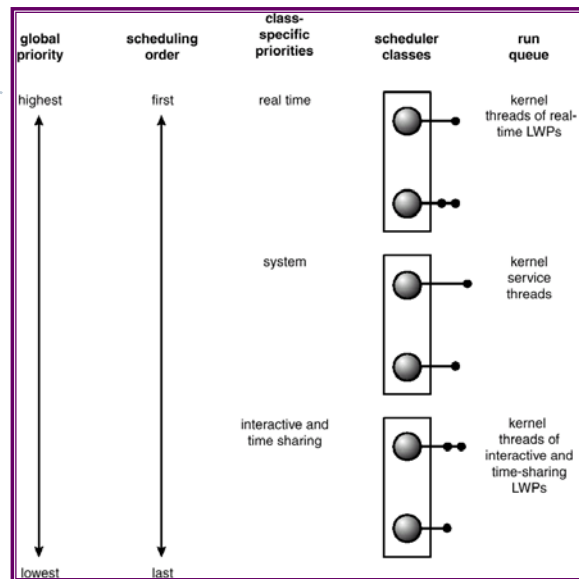 global
priority
scheduling
order
class-
specific
priorities
scheduler
classes
run
queue
highest
first
real time
kernel
threads of real-
time LWPs
system
kernel
service
threads
interactive and
time sharing
kernel
threads of
interactive and
time-sharing
LWPs
lowest
last